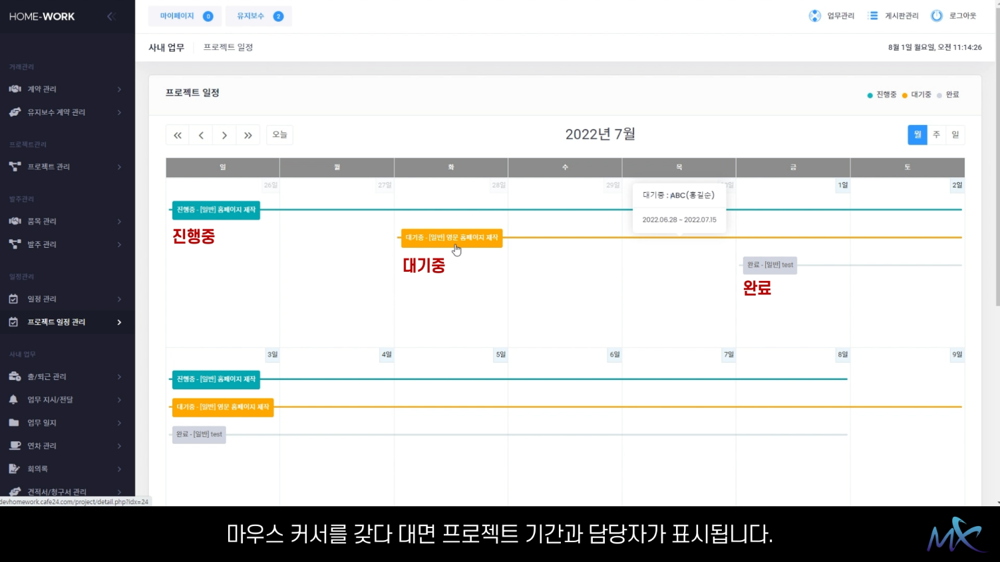 HOME-WORK
마이페이지 0
유지보수 2
업무관리
게시판관리
로그아웃
사내 업무
프로젝트 일정
8월 1일 월요일, 오전 11:14:26
거래관리
계약 관리
유지보수 계약 관리
프로젝트관리
프로젝트 관리
발주관리
품목 관리
발주 관리
일정관리
일정 관리
프로젝트 일정 관리
사내 업무
출/퇴근 관리
업무 지시/전달
업무 일지
연차 관리
회의록
견적서/청구서 관리
devhomework.cafe24.com/project/detail.php?idx=24
프로젝트 일정
진행중 대기중 완료
오늘
2022년 7월
월 주 일
일 월 화 수 목 금 토
26일 27일 28일 29일 1일 2일
대기중 : ABC(홍길순)
2022.06.28 ~ 2022.07.15
진행중 - [일반] 홈페이지 제작
진행중
대기중 - [일반] 영문 홈페이지 제작
대기중
완료 - [일반] test
완료
3일 4일 5일 6일 7일 8일 9일
진행중 - [일반] 홈페이지 제작
대기중 - [일반] 영문 홈페이지 제작
완료 - [일반] test
마우스 커서를 갖다 대면 프로젝트 기간과 담당자가 표시됩니다.
MX